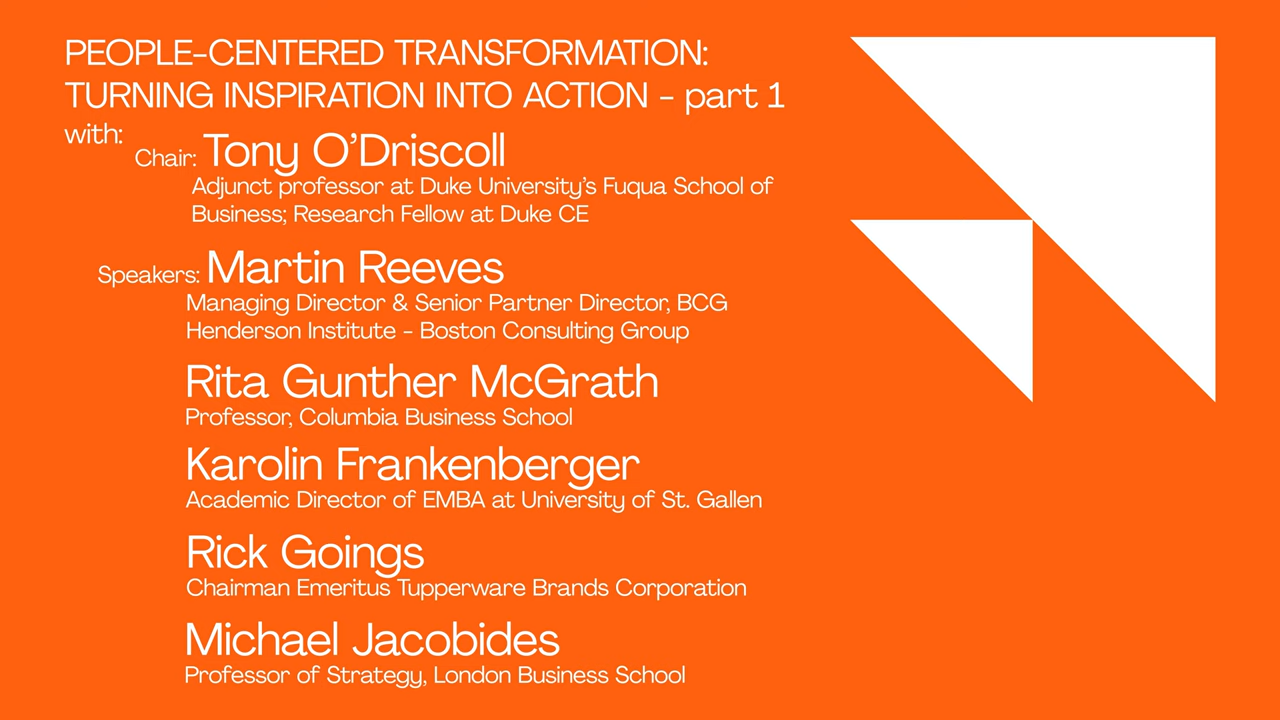 PEOPLE-CENTERED TRANSFORMATION:
TURNING INSPIRATION INTO ACTION - part 1
with:
Chair: Tony O'Driscoll
Adjunct professor at Duke University's Fuqua School of
Business; Research Fellow at Duke CE
Speakers: Martin Reeves
Managing Director & Senior Partner Director, BCG
Henderson Institute - Boston Consulting Group
Rita Gunther McGrath
Professor, Columbia Business School
Karolin Frankenberger
Academic Director of EMBA at University of St. Gallen
Rick Goings
Chairman Emeritus Tupperware Brands Corporation
Michael Jacobides
Professor of Strategy, London Business School